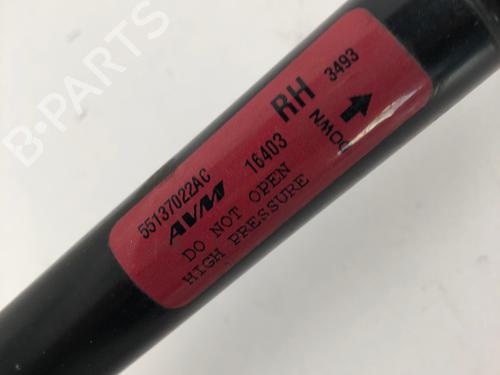 B-PARTS
55137022AC
AVM
DO NOT OPEN
HIGH PRESSURE
16403
RH
3493
DOWN